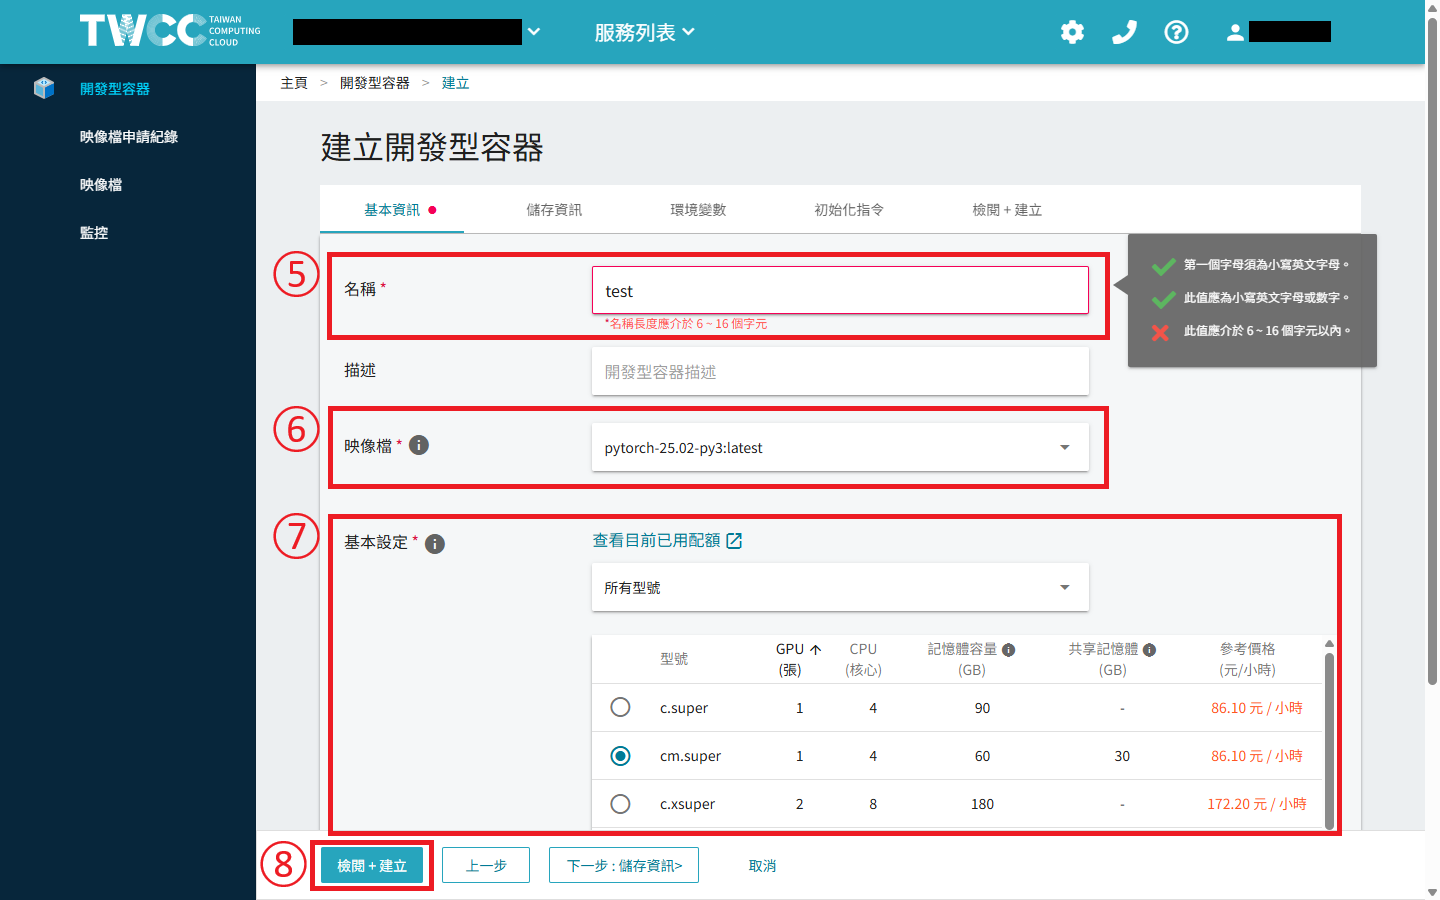 TWCC TAIWAN COMPUTING CLOUD
服務列表
開發型容器
映像檔申請紀錄
映像檔
監控
主頁 > 開發型容器 > 建立
建立開發型容器
基本資訊
儲存資訊
環境變數
初始化指令
檢閱 + 建立
⑤
名稱 *
test
*名稱長度應介於 6 ~ 16 個字元
第一個字母須為小寫英文字母。
此值應為小寫英文字母或數字。
此值應介於 6 ~ 16 個字元以內。
描述
開發型容器描述
⑥
映像檔 *
pytorch-25.02-py3:latest
⑦
基本設定 *
查看目前已用配額
所有型號
型號 GPU (張) CPU (核心) 記憶體容量 (GB) 共享記憶體 (GB) 參考價格 (元/小時)
c.super 1 4 90 - 86.10 元 / 小時
cm.super 1 4 60 30 86.10 元 / 小時
c.xsuper 2 8 180 - 172.20 元 / 小時
⑧
檢閱 + 建立
上一步
下一步 : 儲存資訊>
取消